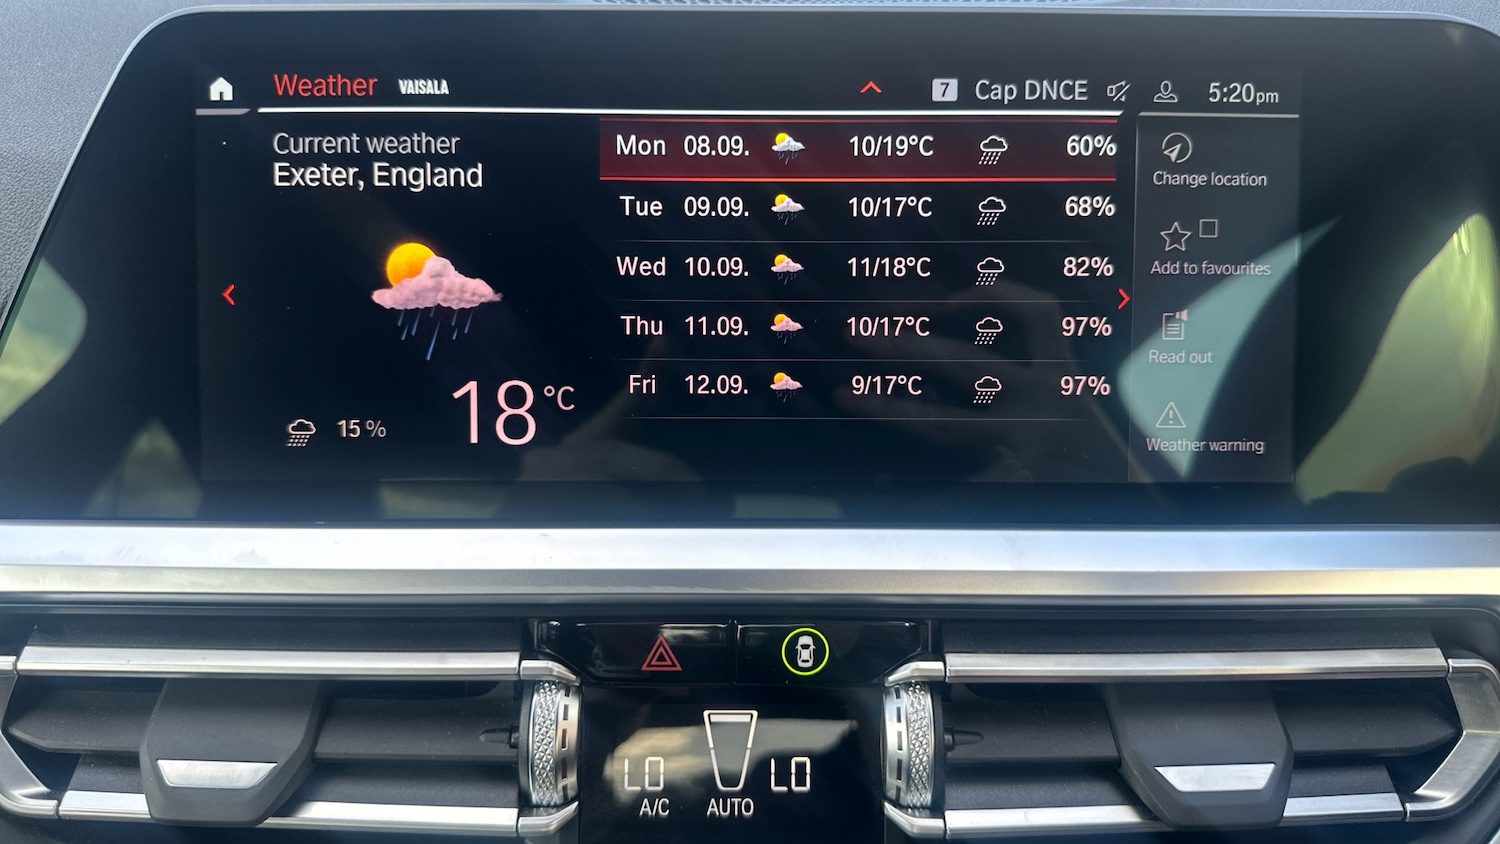 Weather VAISALA 7 Cap DNCE 5:20pm
Current weather
Exeter, England
18°C
15 %
Mon 08.09. 10/19°C 60%
Tue 09.09. 10/17°C 68%
Wed 10.09. 11/18°C 82%
Thu 11.09. 10/17°C 97%
Fri 12.09. 9/17°C 97%
Change location
Add to favourites
Read out
Weather warning
LO LO
A/C AUTO